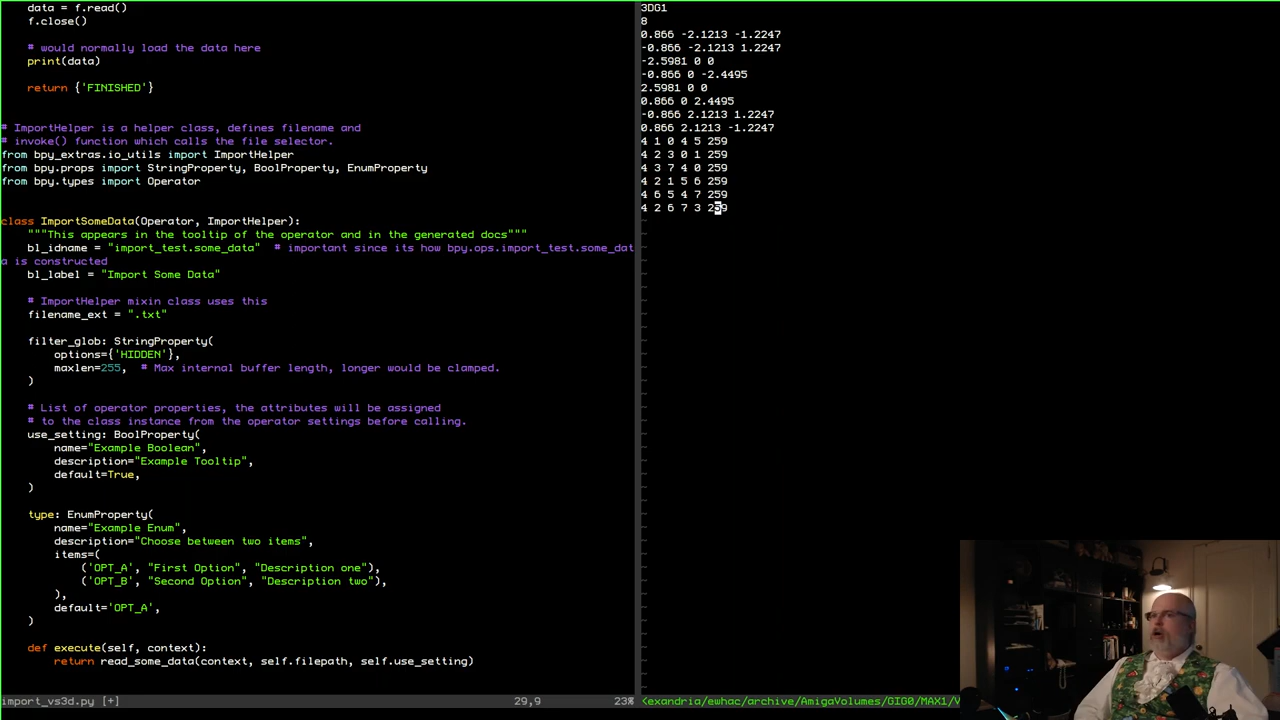 data = f.read()
f.close()
# would normally load the data here
print(data)
return {'FINISHED'}
# ImportHelper is a helper class, defines filename and
# invoke() function which calls the file selector.
from bpy_extras.io_utils import ImportHelper
from bpy.props import StringProperty, BoolProperty, EnumProperty
from bpy.types import Operator
class ImportSomeData(Operator, ImportHelper):
"""This appears in the tooltip of the operator and in the generated docs"""
bl_idname = "import_test.some_data"  # important since its how bpy.ops.import_test.some_dat
a is constructed
bl_label = "Import Some Data"
# ImportHelper mixin class uses this
filename_ext = ".txt"
filter_glob: StringProperty(
options={'HIDDEN'},
maxlen=255,  # Max internal buffer length, longer would be clamped.
)
# List of operator properties, the attributes will be assigned
# to the class instance from the operator settings before calling.
use_setting: BoolProperty(
name="Example Boolean",
description="Example Tooltip",
default=True,
)
type: EnumProperty(
name="Example Enum",
description="Choose between two items",
items=(
('OPT_A', "First Option", "Description one"),
('OPT_B', "Second Option", "Description two"),
),
default='OPT_A',
)
def execute(self, context):
return read_some_data(context, self.filepath, self.use_setting)
import_vs3d.py [+] 29,9 23%
3DG1
8
0.866 -2.1213 -1.2247
-0.866 -2.1213 1.2247
-2.5981 0 0
-0.866 0 -2.4495
2.5981 0 0
0.866 0 2.4495
-0.866 2.1213 1.2247
0.866 2.1213 -1.2247
4 1 0 4 5 259
4 2 3 0 1 259
4 3 7 4 0 259
4 2 1 5 6 259
4 6 5 4 7 259
4 2 6 7 3 259
<exandria/ewhac/archive/AmigaVolumes/GIG0/MAX1/V